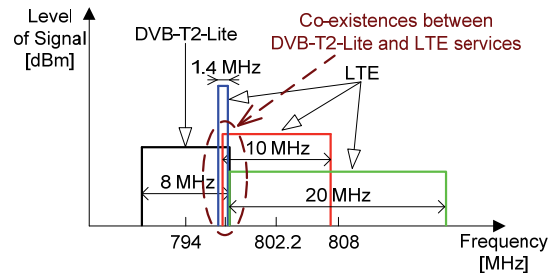 Level
of Signal
[dBm]
Co-existences between
DVB-T2-Lite and LTE services
DVB-T2-Lite
1.4 MHz
LTE
10 MHz
8 MHz
20 MHz
794
802.2
808
Frequency
[MHz]